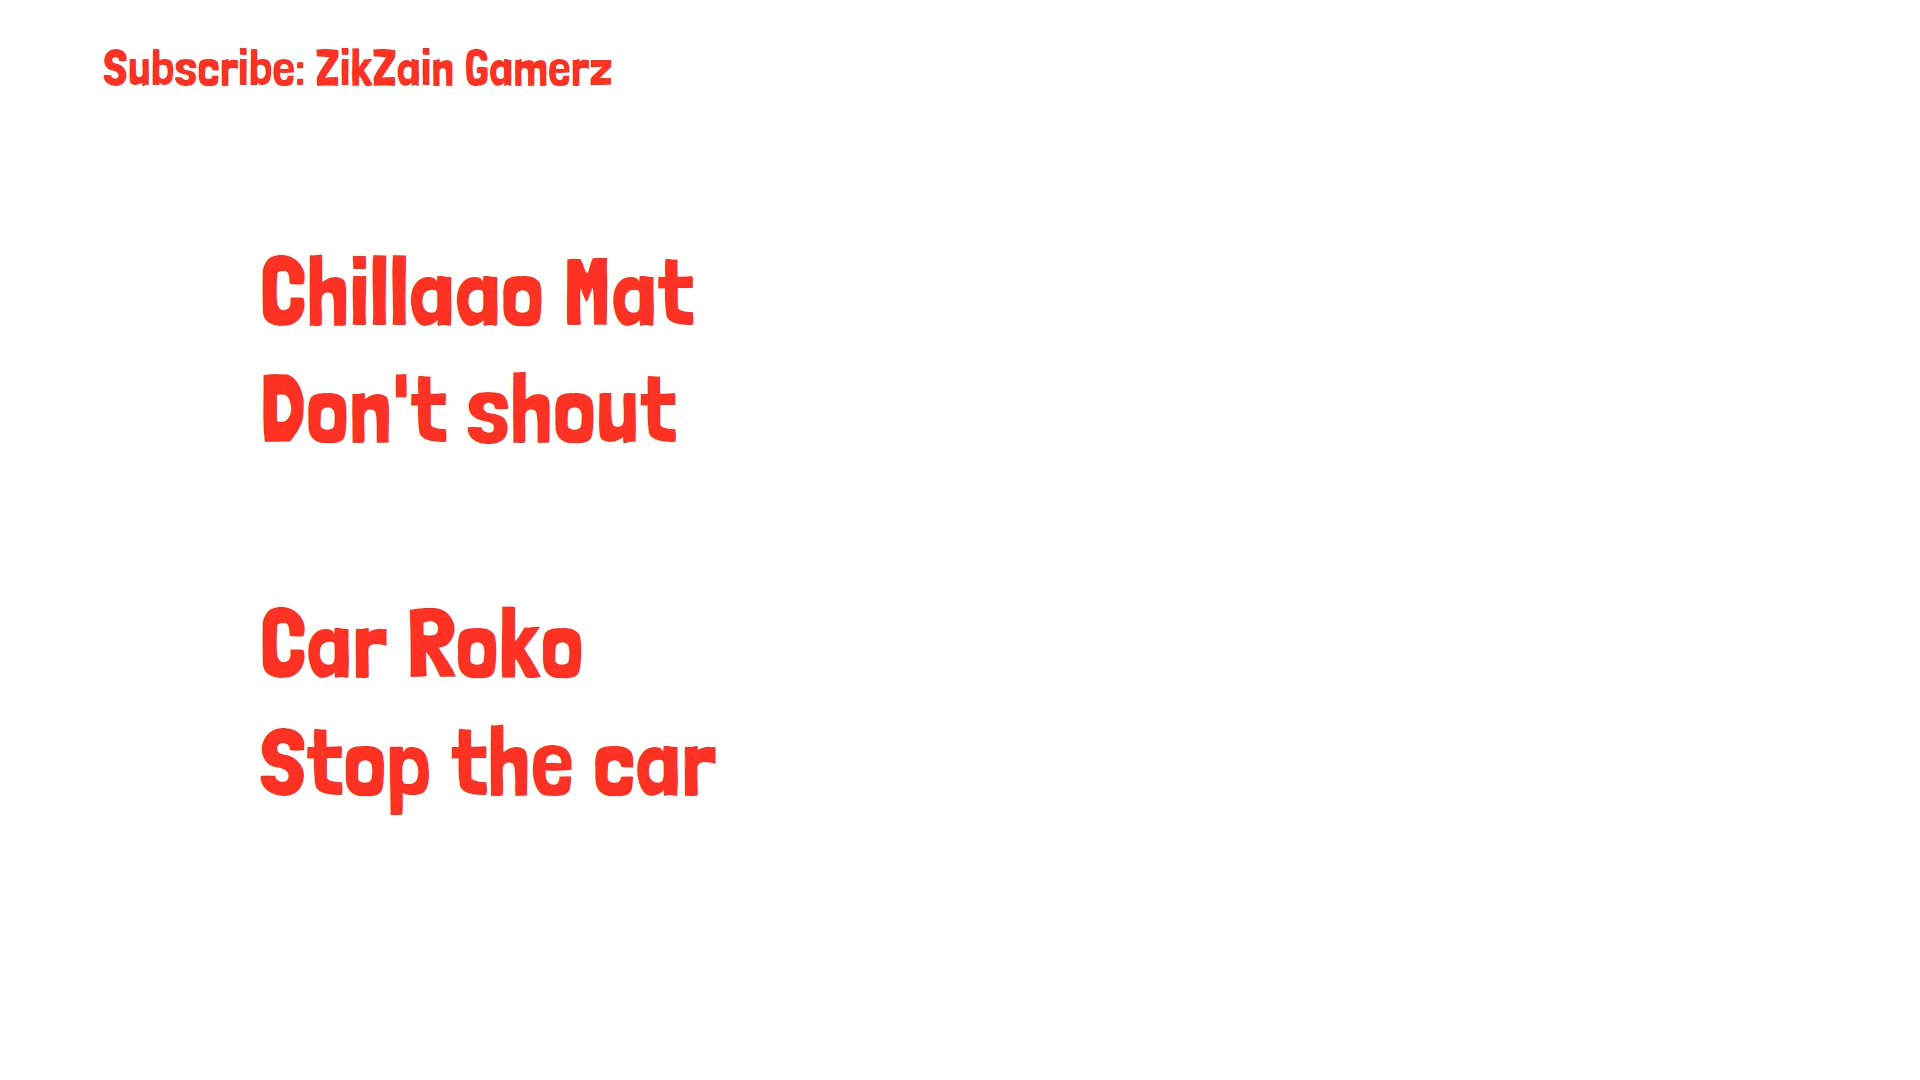 Subscribe: ZikZain Gamerz
Chillaao Mat
Don't shout
Car Roko
Stop the car